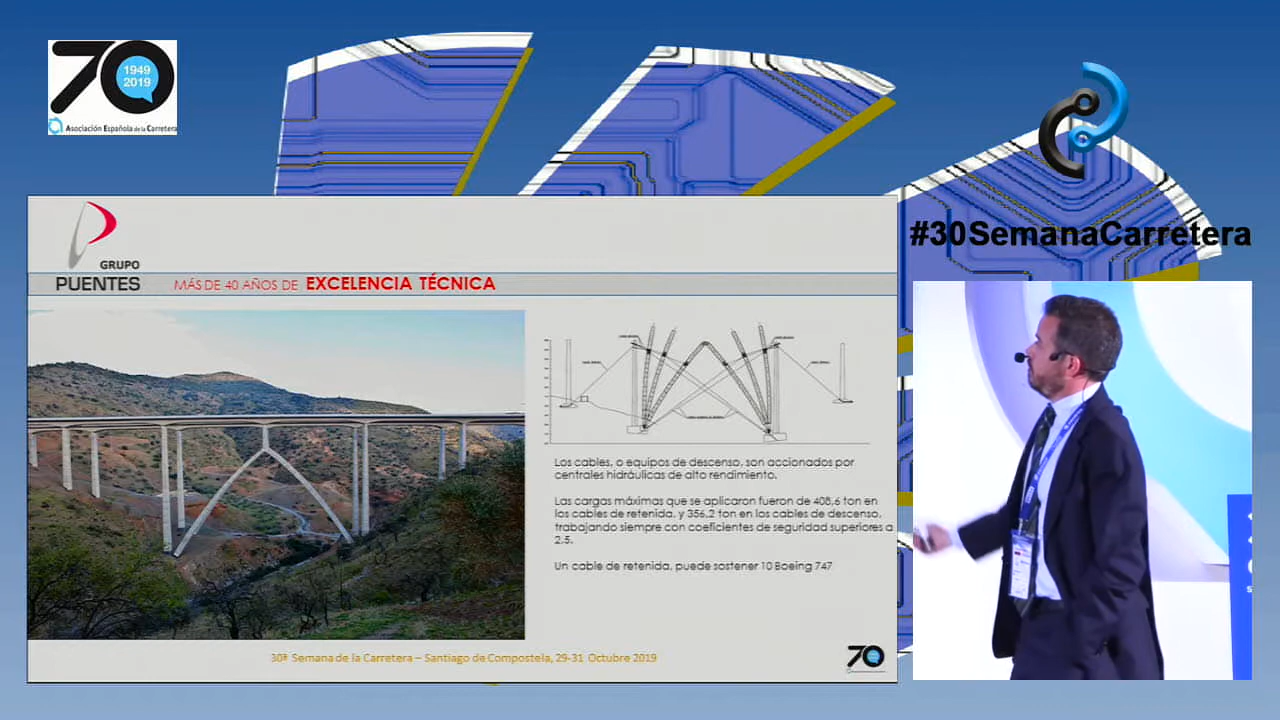 70
1949
2019
Asociación Española de la Carretera
#30SemanaCarretera
GRUPO
PUENTES
MÁS DE 40 AÑOS DE EXCELENCIA TÉCNICA
Los cables, o equipos de descenso, son accionados por
centrales hidráulicas de alto rendimiento.
Las cargas máximas que se aplicaron fueron de 408,6 ton en
los cables de retenida, y 356,2 ton en los cables de descenso,
trabajando siempre con coeficientes de seguridad superiores a
2,5.
Un cable de retenida, puede sostener 10 Boeing 747
30ª Semana de la Carretera – Santiago de Compostela, 29-31 Octubre 2019
70